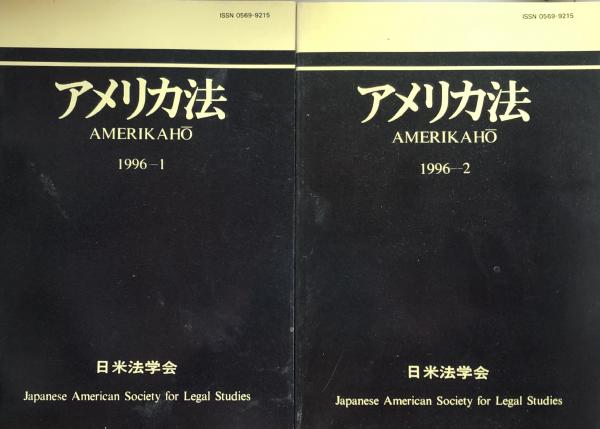 ISSN 0569-9215
アメリカ法
AMERIKAHŌ
1996-1
日米法学会
Japanese American Society for Legal Studies
ISSN 0569-9215
アメリカ法
AMERIKAHŌ
1996-2
日米法学会
Japanese American Society for Legal Studies